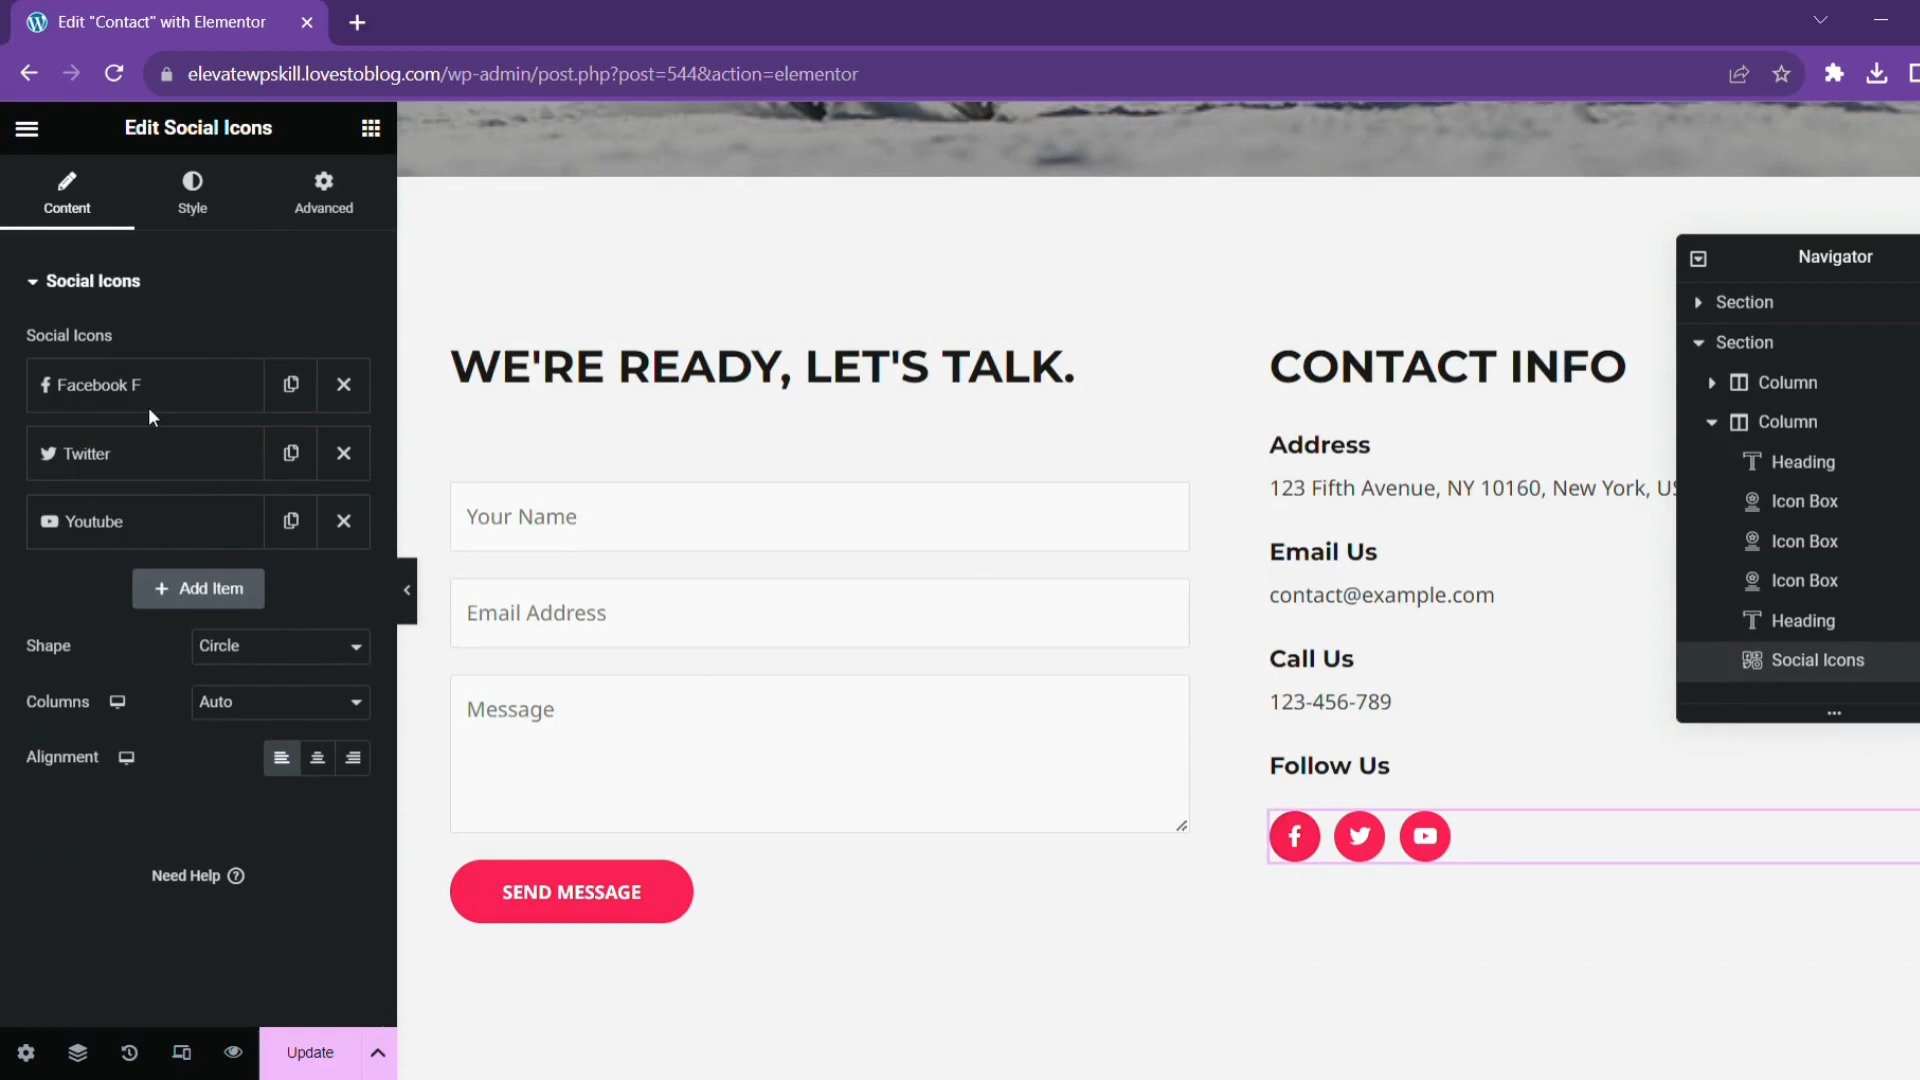 Edit "Contact" with Elementor
elevatewpskill.lovestoblog.com/wp-admin/post.php?post=544&action=elementor
Edit Social Icons
Content
Style
Advanced
Social Icons
Social Icons
Facebook F
Twitter
Youtube
+ Add Item
Shape
Circle
Columns
Auto
Alignment
Need Help
Update
WE'RE READY, LET'S TALK.
Your Name
Email Address
Message
SEND MESSAGE
CONTACT INFO
Address
123 Fifth Avenue, NY 10160, New York, US
Email Us
contact@example.com
Call Us
123-456-789
Follow Us
Navigator
Section
Section
Column
Column
Heading
Icon Box
Icon Box
Icon Box
Heading
Social Icons